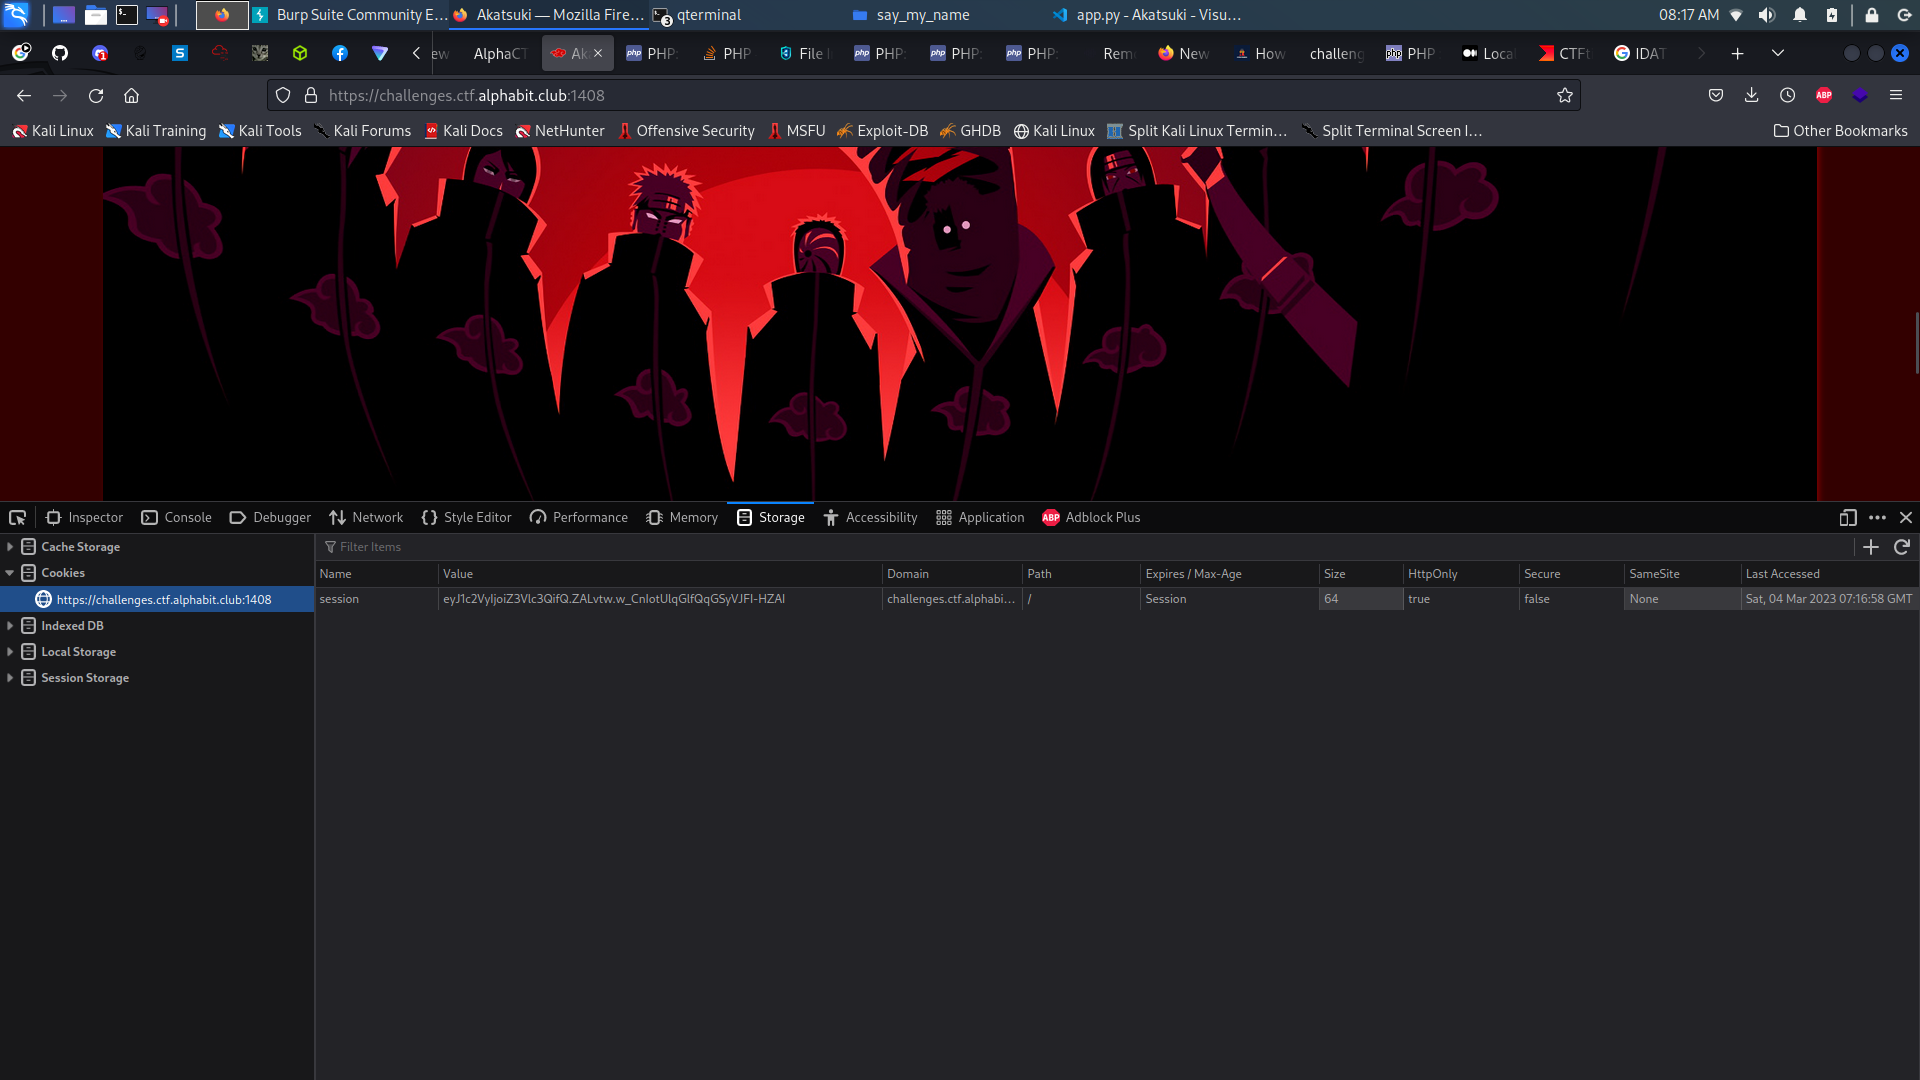 Burp Suite Community E... Akatsuki — Mozilla Fire... 3 qterminal say_my_name app.py - Akatsuki - Visu... 08:17 AM
ew AlphaCT Ak PHP: PHP File I PHP: PHP: PHP: Rem New How challeng PHP Loca CTFt IDAT
https://challenges.ctf.alphabit.club:1408 ABP
Kali Linux Kali Training Kali Tools Kali Forums Kali Docs NetHunter Offensive Security MSFU Exploit-DB GHDB Kali Linux Split Kali Linux Termin... Split Terminal Screen I... Other Bookmarks
Inspector Console Debugger Network Style Editor Performance Memory Storage Accessibility Application ABP Adblock Plus
Cache Storage
Cookies
https://challenges.ctf.alphabit.club:1408
Indexed DB
Local Storage
Session Storage
Filter Items
Name Value Domain Path Expires / Max-Age Size HttpOnly Secure SameSite Last Accessed
session eyJ1c2VyIjoiZ3Vlc3QifQ.ZALvtw.w_CnIotUlqGlfQqGSyVJFI-HZAI challenges.ctf.alphabi... / Session 64 true false None Sat, 04 Mar 2023 07:16:58 GMT